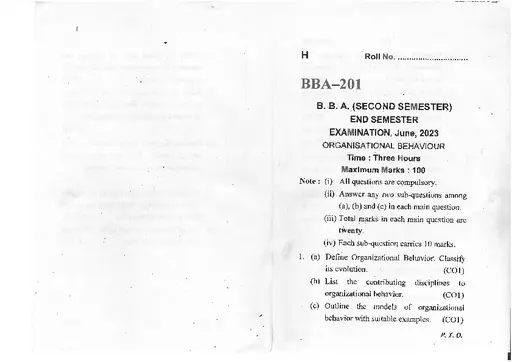 H Roll No. ..............................
BBA–201
B. B. A. (SECOND SEMESTER)
END SEMESTER
EXAMINATION, June, 2023
ORGANISATIONAL BEHAVIOUR
Time : Three Hours
Maximum Marks : 100
Note : (i) All questions are compulsory.
(ii) Answer any two sub-questions among
(a), (b) and (c) in each main question.
(iii) Total marks in each main question are
twenty.
(iv) Each sub-question carries 10 marks.
1. (a) Define Organizational Behavior. Classify
its evolution. (CO1)
(b) List the contributing disciplines to
organizational behavior. (CO1)
(c) Outline the models of organizational
behavior with suitable examples. (CO1)
P. T. O.